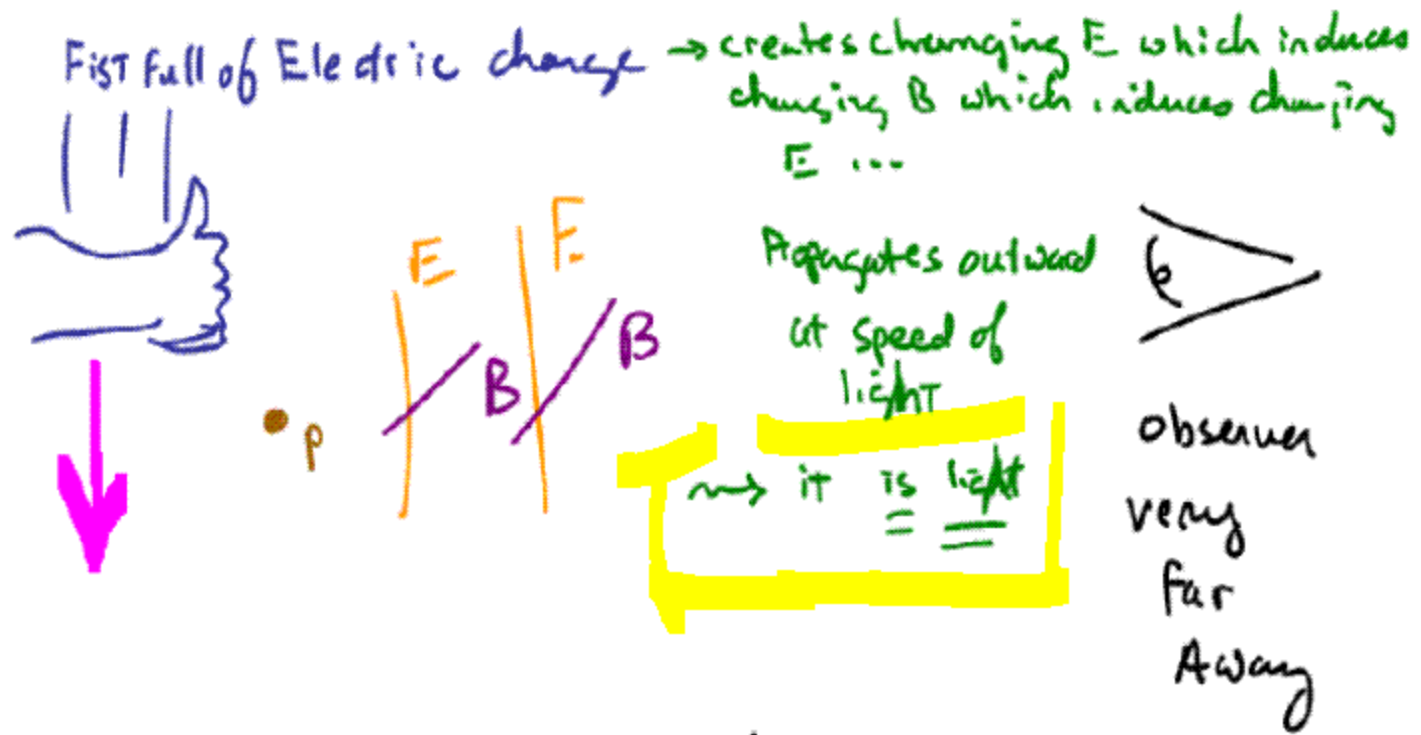 FIST full of Electric charge
→ creates changing E which induces
changing B which induces changing
E ...
E
E
B
B
p
Propagates outward
at speed of
light
→ it is light
observer
very
far
Away